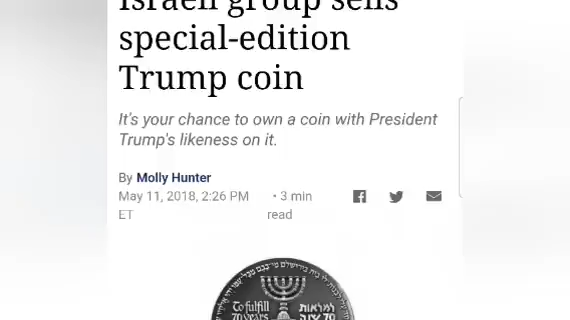 Israeli group sells
special-edition
Trump coin
It's your chance to own a coin with President
Trump's likeness on it.
By Molly Hunter
May 11, 2018, 2:26 PM ET
• 3 min read
To fulfill
70 years
למלאות